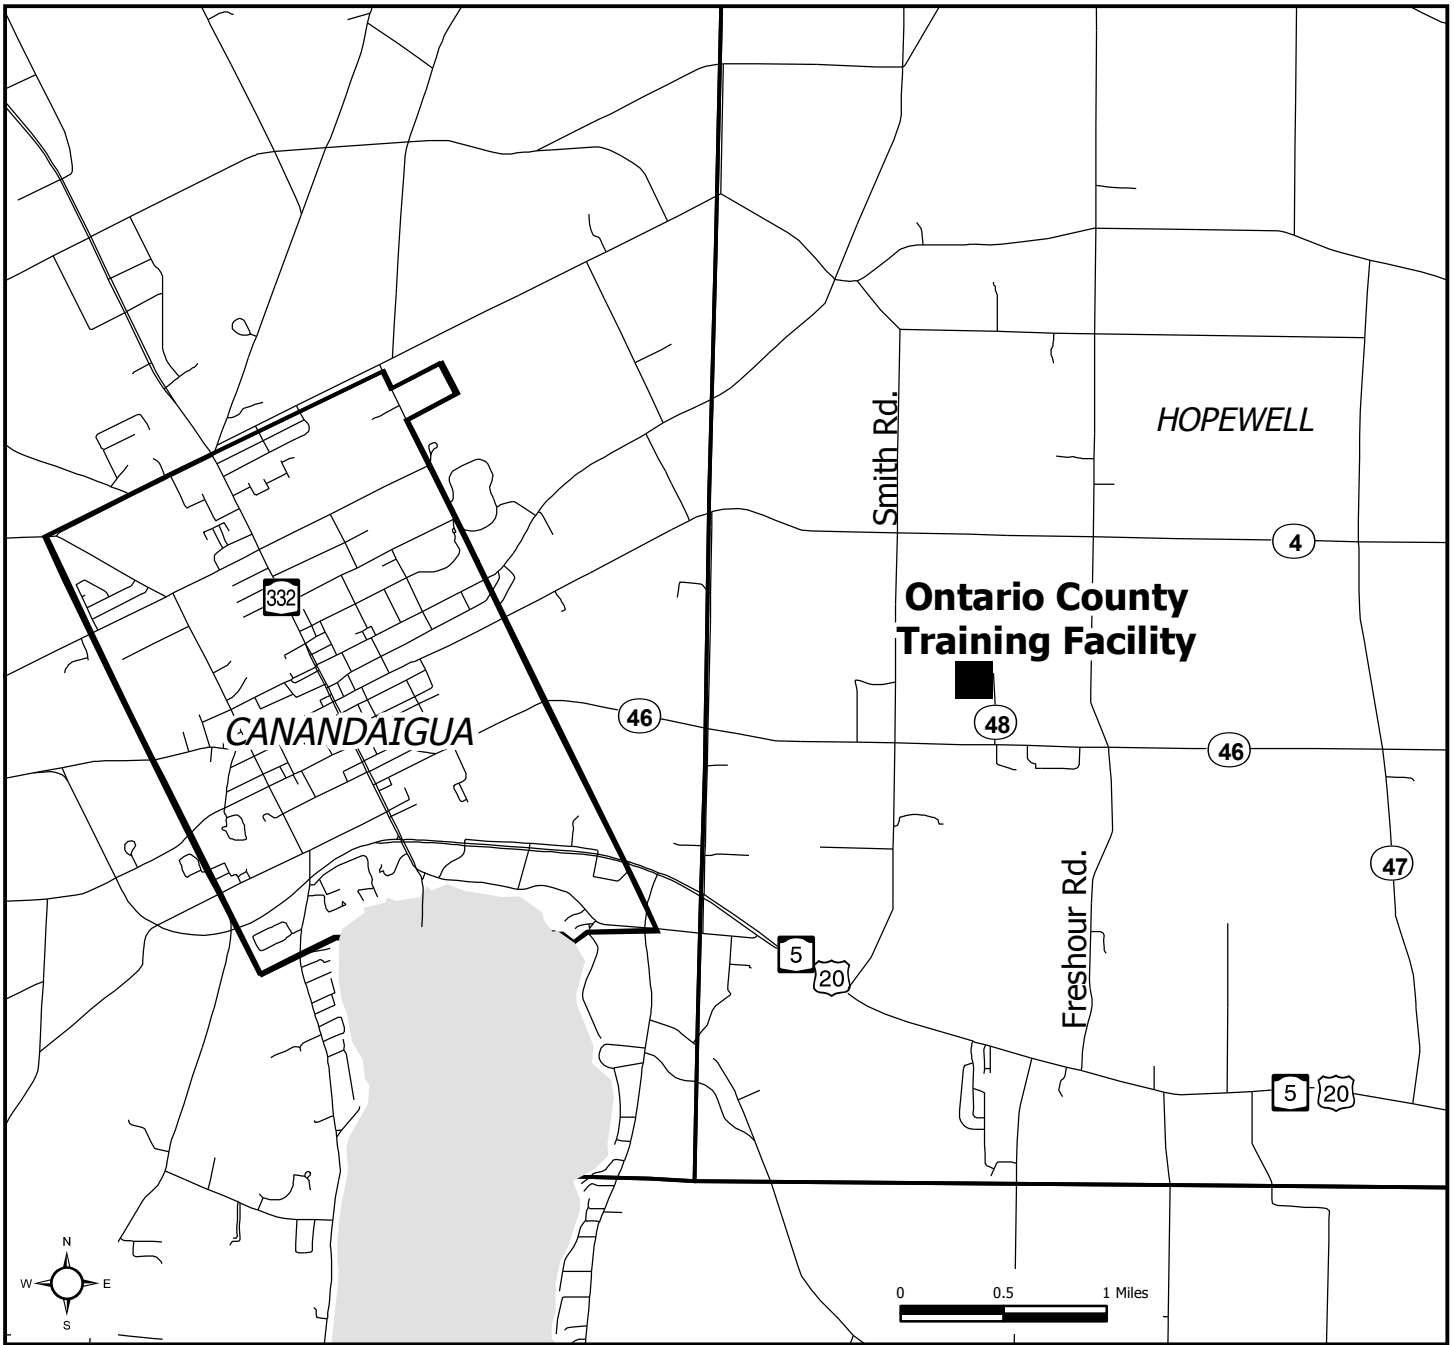 Smith Rd.
HOPEWELL
4
Ontario County
Training Facility
332
46
48
CANANDAIGUA
46
47
Freshour Rd.
5
20
5
20
N
W
E
S
0
0.5
1 Miles